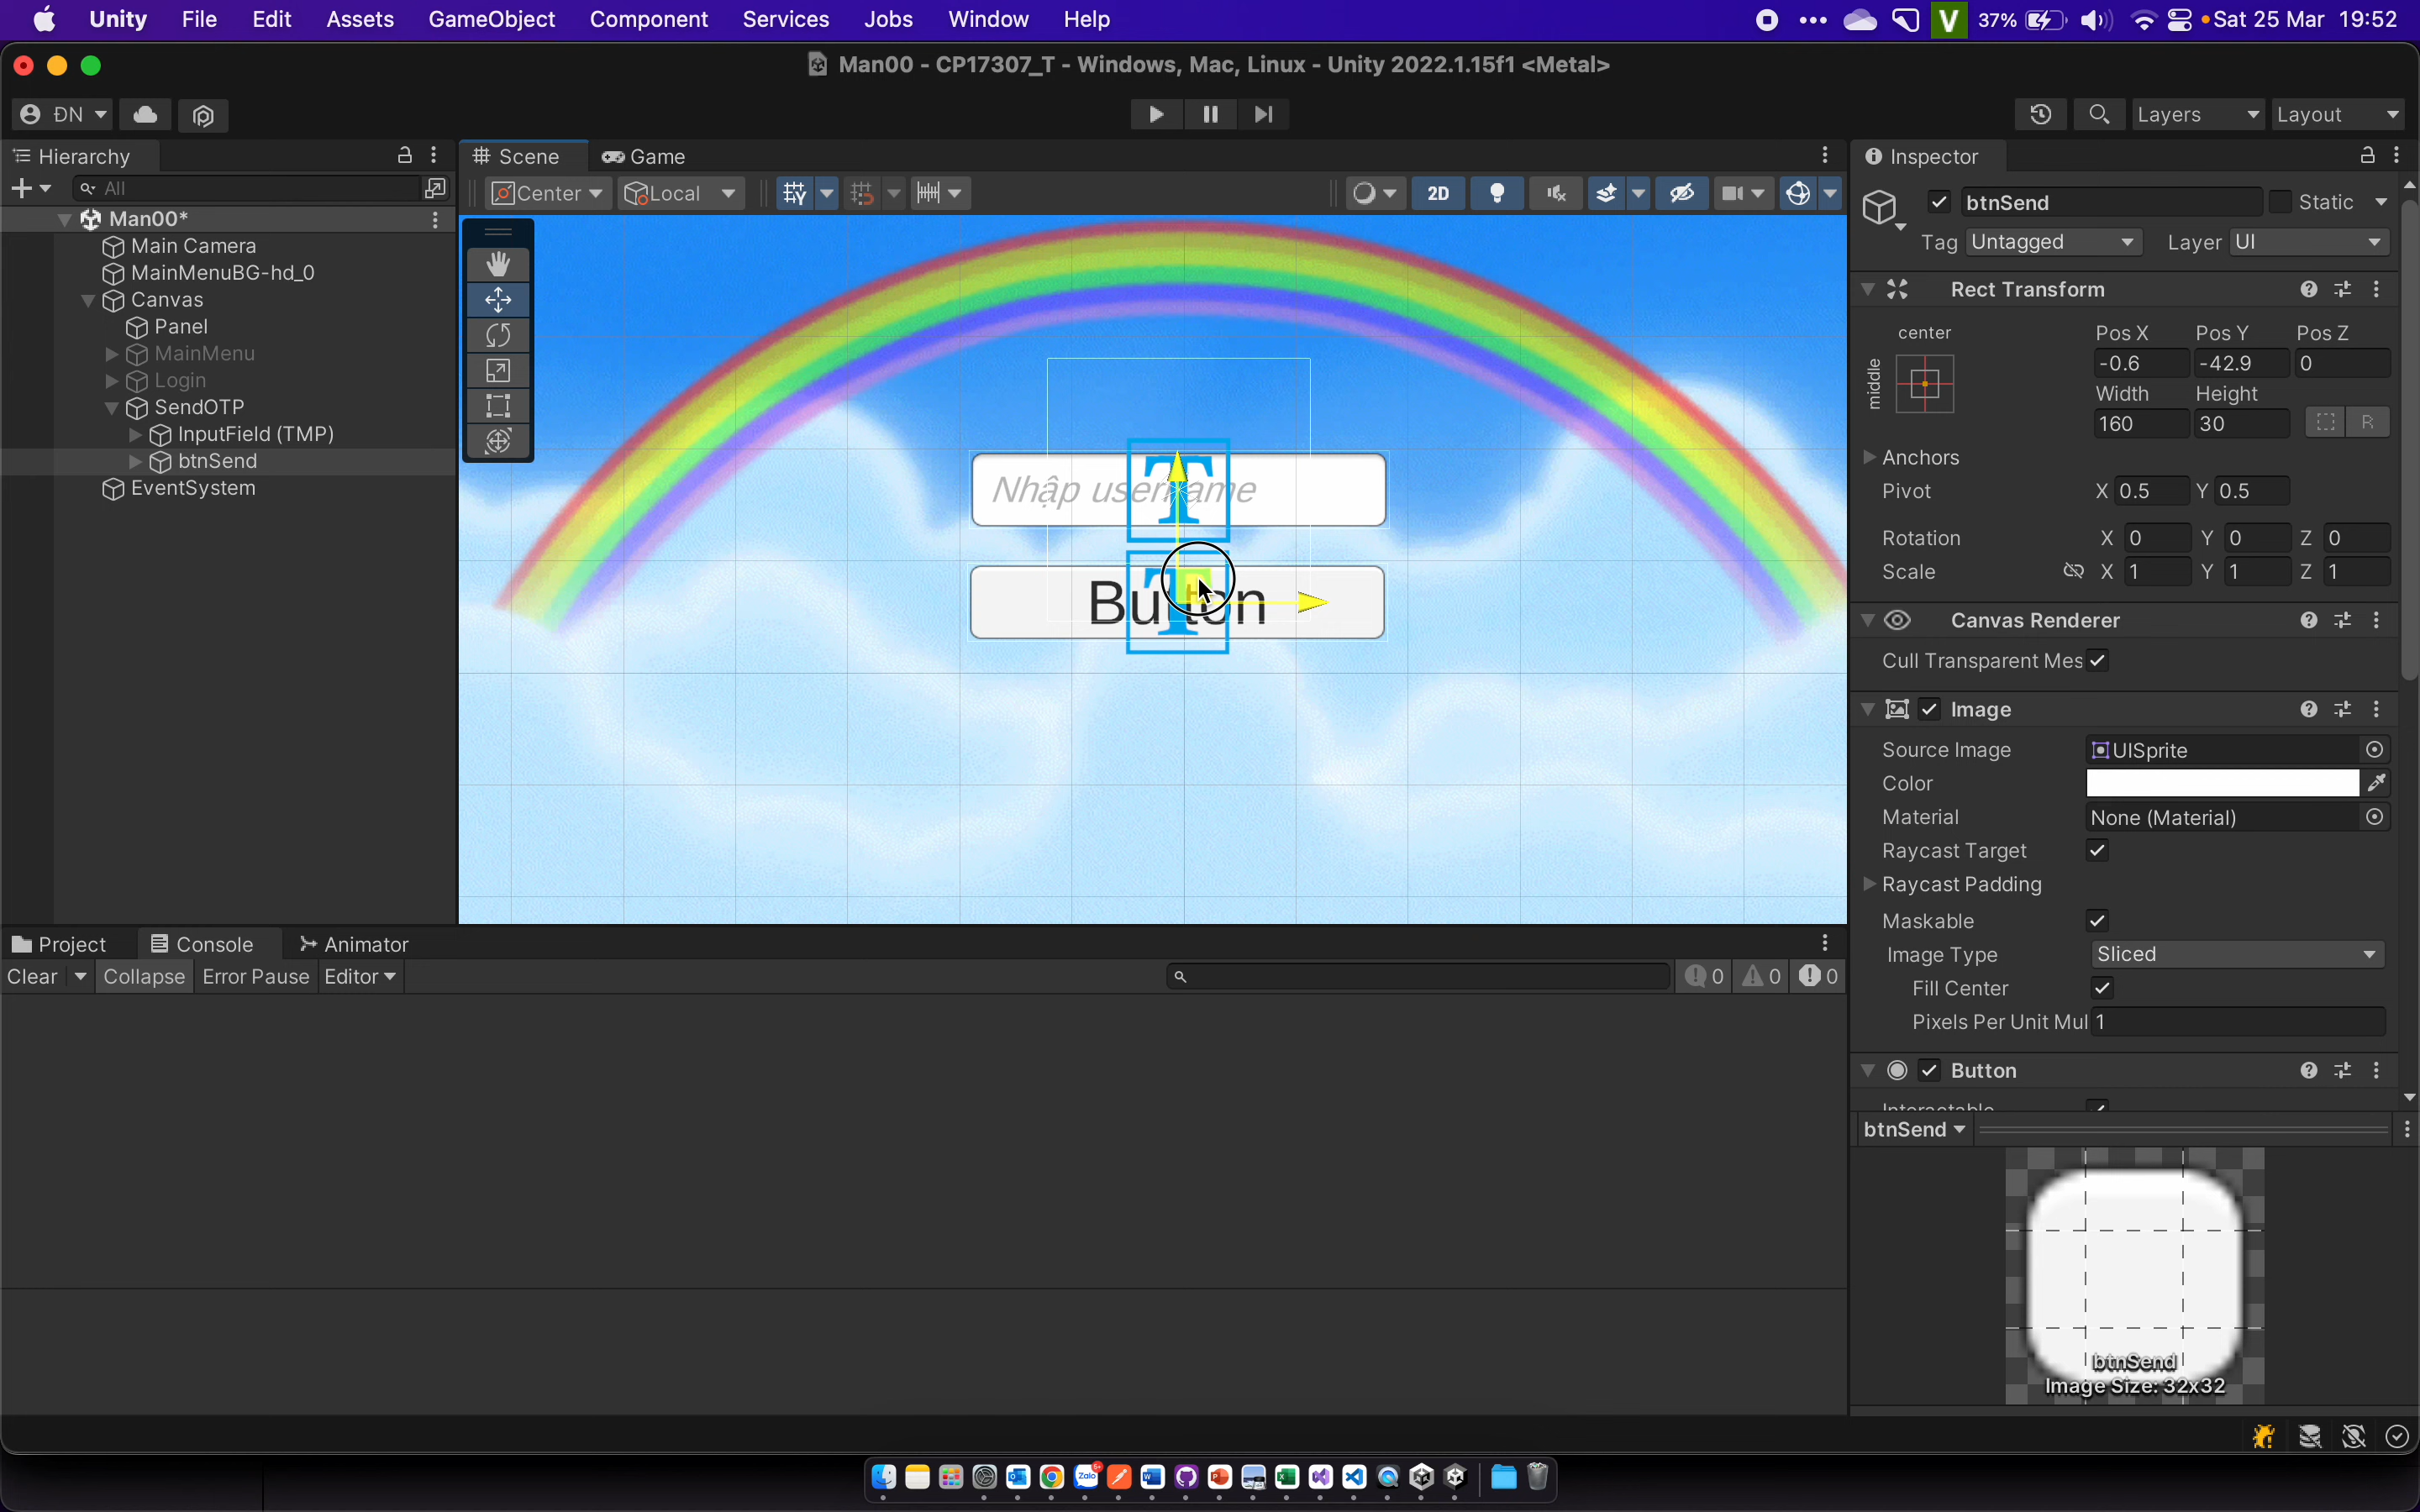 Unity File Edit Assets GameObject Component Services Jobs Window Help
V 37% Sat 25 Mar 19:52
Man00 - CP17307_T - Windows, Mac, Linux - Unity 2022.1.15f1 <Metal>
ĐN
Layers Layout
Hierarchy
All
Man00*
Main Camera
MainMenuBG-hd_0
Canvas
Panel
MainMenu
Login
SendOTP
InputField (TMP)
btnSend
EventSystem
Scene Game
Center Local
2D
Nhập username
Button
Inspector
btnSend Static
Tag Untagged Layer UI
Rect Transform
center
middle
Pos X Pos Y Pos Z
-0.6 -42.9 0
Width Height
160 30 R
Anchors
Pivot X 0.5 Y 0.5
Rotation X 0 Y 0 Z 0
Scale X 1 Y 1 Z 1
Canvas Renderer
Cull Transparent Mes
Image
Source Image UISprite
Color
Material None (Material)
Raycast Target
Raycast Padding
Maskable
Image Type Sliced
Fill Center
Pixels Per Unit Mul 1
Button
Interactable
btnSend
btnSend
Image Size: 32x32
Project Console Animator
Clear Collapse Error Pause Editor
0 0 0
Zalo 5+